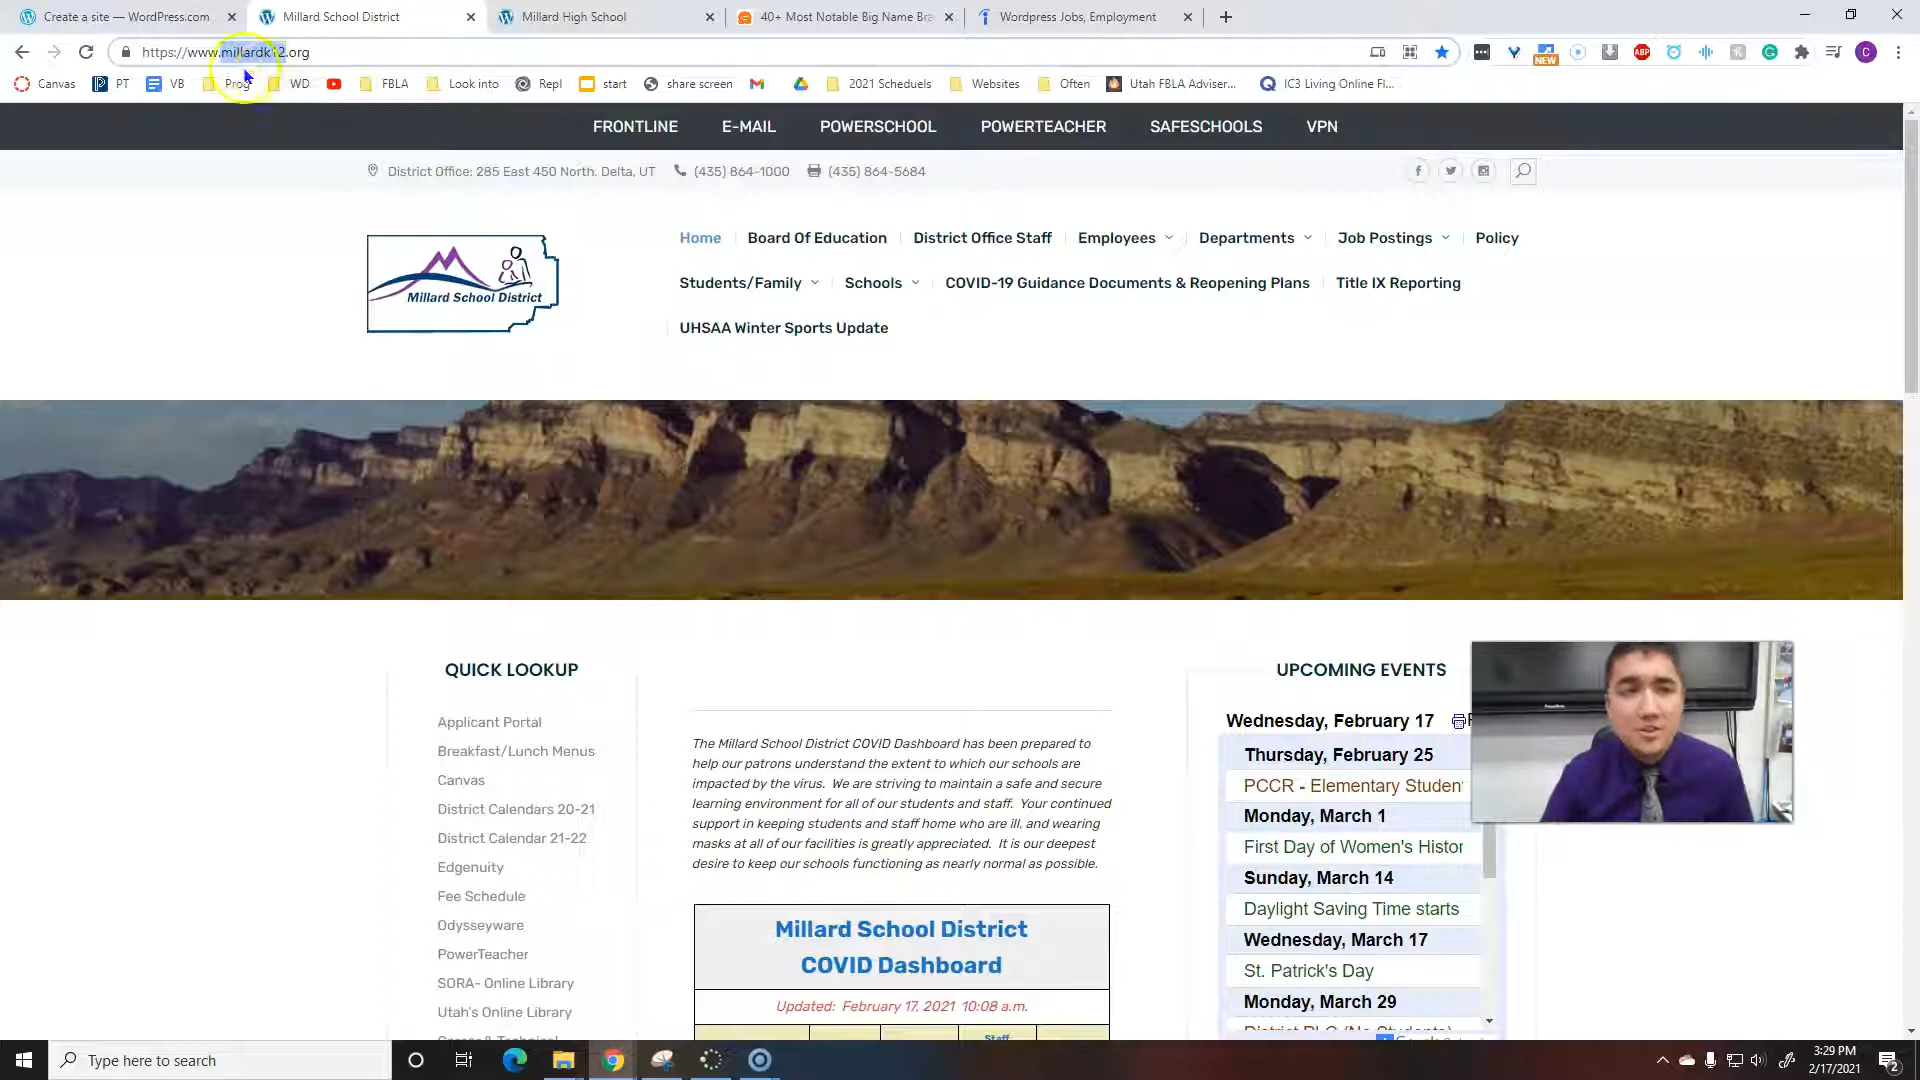 Create a site — WordPress.com
Millard School District
Millard High School
40+ Most Notable Big Name Bra
Wordpress Jobs, Employment
https://www.millardk12.org
NEW
ABP
C
Canvas
PT
VB
Prog
WD
FBLA
Look into
Repl
start
share screen
2021 Scheduels
Websites
Often
Utah FBLA Adviser...
IC3 Living Online Fl...
FRONTLINE
E-MAIL
POWERSCHOOL
POWERTEACHER
SAFESCHOOLS
VPN
District Office: 285 East 450 North. Delta, UT
(435) 864-1000
(435) 864-5684
Millard School District
Home
Board Of Education
District Office Staff
Employees
Departments
Job Postings
Policy
Students/Family
Schools
COVID-19 Guidance Documents & Reopening Plans
Title IX Reporting
UHSAA Winter Sports Update
QUICK LOOKUP
Applicant Portal
Breakfast/Lunch Menus
Canvas
District Calendars 20-21
District Calendar 21-22
Edgenuity
Fee Schedule
Odysseyware
PowerTeacher
SORA- Online Library
Utah's Online Library
The Millard School District COVID Dashboard has been prepared to
help our patrons understand the extent to which our schools are
impacted by the virus. We are striving to maintain a safe and secure
learning environment for all of our students and staff. Your continued
support in keeping students and staff home who are ill, and wearing
masks at all of our facilities is greatly appreciated. It is our deepest
desire to keep our schools functioning as nearly normal as possible.
Millard School District
COVID Dashboard
Updated: February 17, 2021 10:08 a.m.
Staff
UPCOMING EVENTS
Wednesday, February 17
Thursday, February 25
PCCR - Elementary Studen
Monday, March 1
First Day of Women's Histor
Sunday, March 14
Daylight Saving Time starts
Wednesday, March 17
St. Patrick's Day
Monday, March 29
Type here to search
3:29 PM
2/17/2021
2